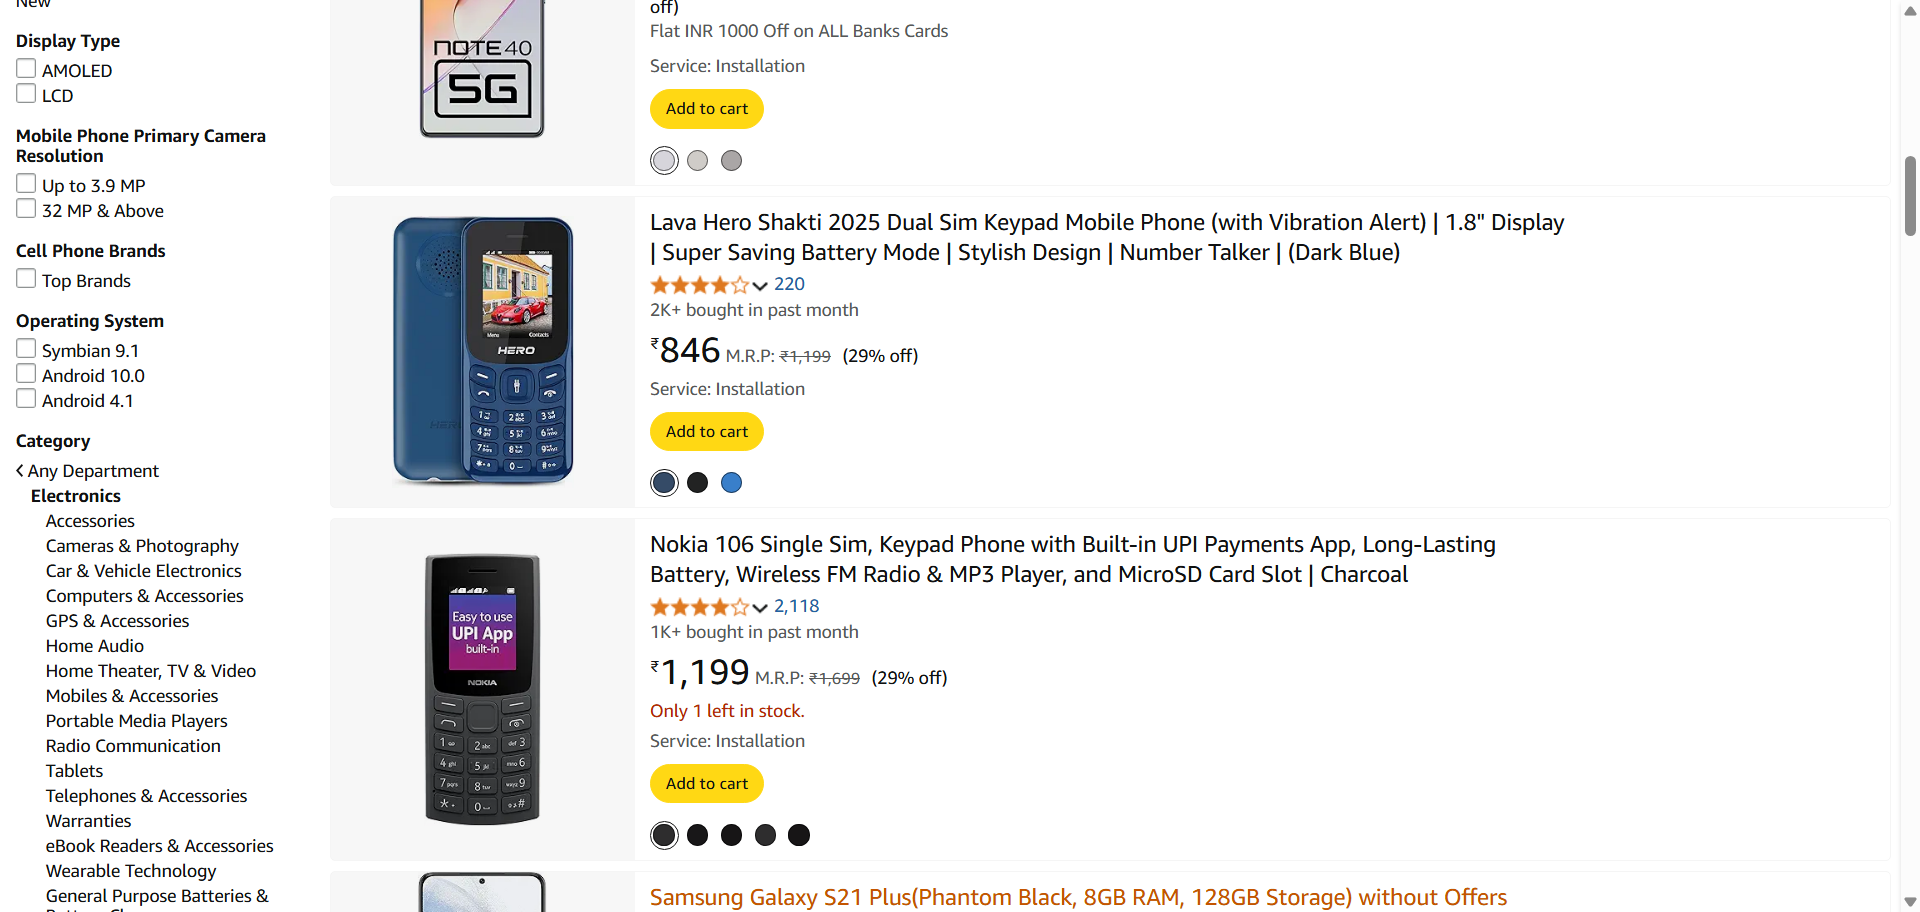 New
Display Type
AMOLED
LCD
Mobile Phone Primary Camera
Resolution
Up to 3.9 MP
32 MP & Above
Cell Phone Brands
Top Brands
Operating System
Symbian 9.1
Android 10.0
Android 4.1
Category
Any Department
Electronics
Accessories
Cameras & Photography
Car & Vehicle Electronics
Computers & Accessories
GPS & Accessories
Home Audio
Home Theater, TV & Video
Mobiles & Accessories
Portable Media Players
Radio Communication
Tablets
Telephones & Accessories
Warranties
eBook Readers & Accessories
Wearable Technology
General Purpose Batteries &
NOTE 40
5G
off)
Flat INR 1000 Off on ALL Banks Cards
Service: Installation
Add to cart
Menu Contacts
HERO
Lava Hero Shakti 2025 Dual Sim Keypad Mobile Phone (with Vibration Alert) | 1.8" Display
| Super Saving Battery Mode | Stylish Design | Number Talker | (Dark Blue)
220
2K+ bought in past month
₹846 M.R.P: ₹1,199 (29% off)
Service: Installation
Add to cart
Easy to use
UPI App
built-in
NOKIA
Nokia 106 Single Sim, Keypad Phone with Built-in UPI Payments App, Long-Lasting
Battery, Wireless FM Radio & MP3 Player, and MicroSD Card Slot | Charcoal
2,118
1K+ bought in past month
₹1,199 M.R.P: ₹1,699 (29% off)
Only 1 left in stock.
Service: Installation
Add to cart
Samsung Galaxy S21 Plus(Phantom Black, 8GB RAM, 128GB Storage) without Offers